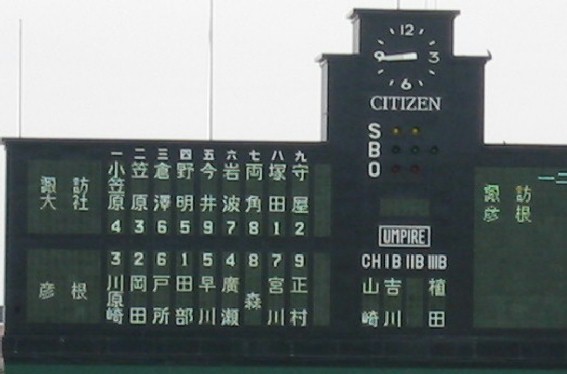 12
9 3
6
CITIZEN
S
B
O
一 二 三 四 五 六 七 八 九
諏訪大社
小笠原 笠原 倉澤 野明 今井 岩波 両角 塚田 守屋
4 3 6 5 9 7 8 1 2
UMPIRE
3 2 6 1 5 4 8 7 9
CH IB IIB IIIB
彦根
川原崎 岡田 戸所 田部 早川 廣瀬 森 宮川 正村
山崎 吉川 植田
一二
諏訪
彦根